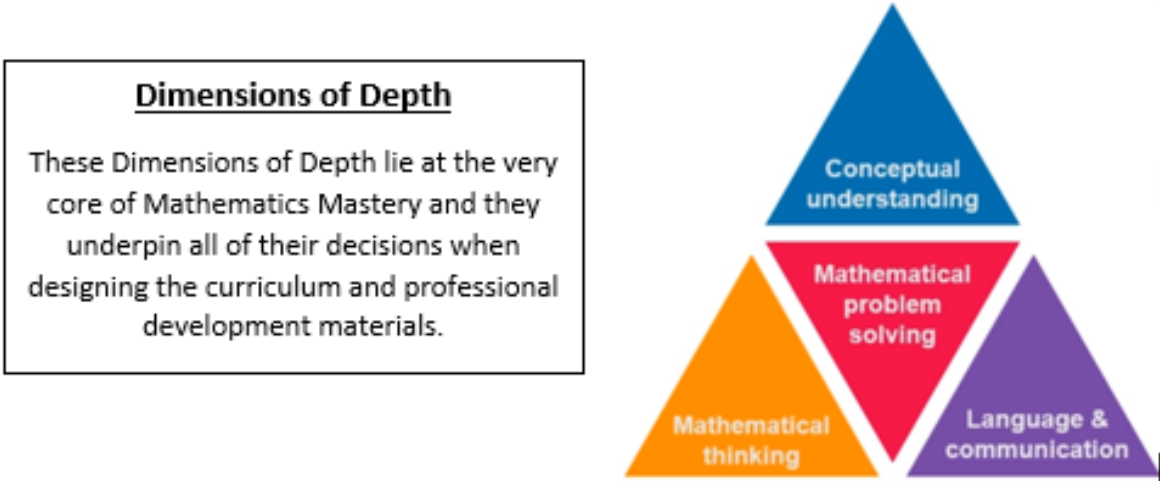 Dimensions of Depth
These Dimensions of Depth lie at the very
core of Mathematics Mastery and they
underpin all of their decisions when
designing the curriculum and professional
development materials.
Conceptual
understanding
Mathematical
problem
solving
Mathematical
thinking
Language &
communication